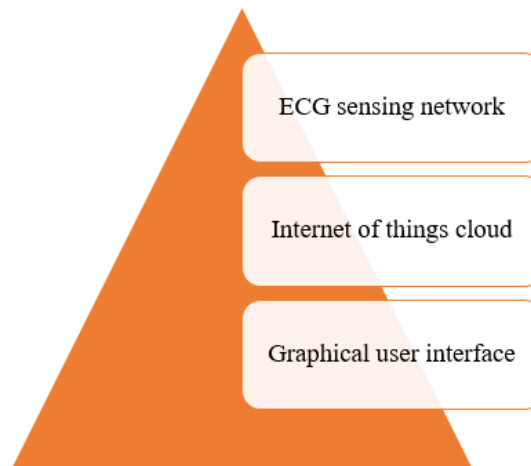 ECG sensing network
Internet of things cloud
Graphical user interface